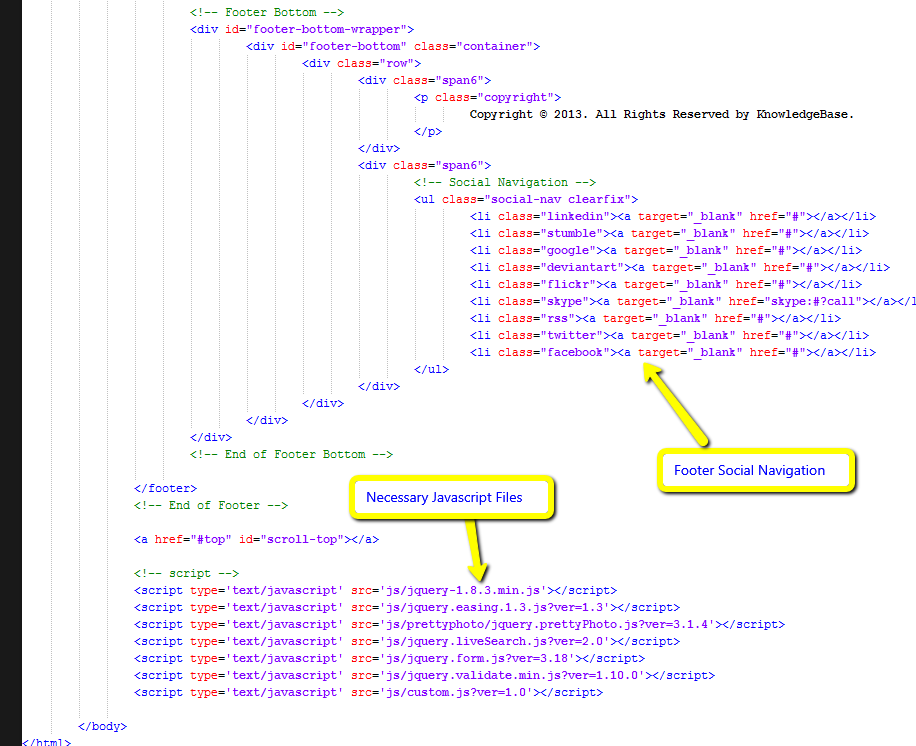 <!-- Footer Bottom -->
<div id="footer-bottom-wrapper">
<div id="footer-bottom" class="container">
<div class="row">
<div class="span6">
<p class="copyright">
Copyright © 2013. All Rights Reserved by KnowledgeBase.
</p>
</div>
<div class="span6">
<!-- Social Navigation -->
<ul class="social-nav clearfix">
<li class="linkedin"><a target="_blank" href="#"></a></li>
<li class="stumble"><a target="_blank" href="#"></a></li>
<li class="google"><a target="_blank" href="#"></a></li>
<li class="deviantart"><a target="_blank" href="#"></a></li>
<li class="flickr"><a target="_blank" href="#"></a></li>
<li class="skype"><a target="_blank" href="skype:#?call"></a></l
<li class="rss"><a target="_blank" href="#"></a></li>
<li class="twitter"><a target="_blank" href="#"></a></li>
<li class="facebook"><a target="_blank" href="#"></a></li>
</ul>
</div>
</div>
</div>
</div>
<!-- End of Footer Bottom -->
Footer Social Navigation
</footer>
Necessary Javascript Files
<!-- End of Footer -->
<a href="#top" id="scroll-top"></a>
<!-- script -->
<script type='text/javascript' src='js/jquery-1.8.3.min.js'></script>
<script type='text/javascript' src='js/jquery.easing.1.3.js?ver=1.3'></script>
<script type='text/javascript' src='js/prettyphoto/jquery.prettyPhoto.js?ver=3.1.4'></script>
<script type='text/javascript' src='js/jquery.liveSearch.js?ver=2.0'></script>
<script type='text/javascript' src='js/jquery.form.js?ver=3.18'></script>
<script type='text/javascript' src='js/jquery.validate.min.js?ver=1.10.0'></script>
<script type='text/javascript' src='js/custom.js?ver=1.0'></script>
</body>
</html>